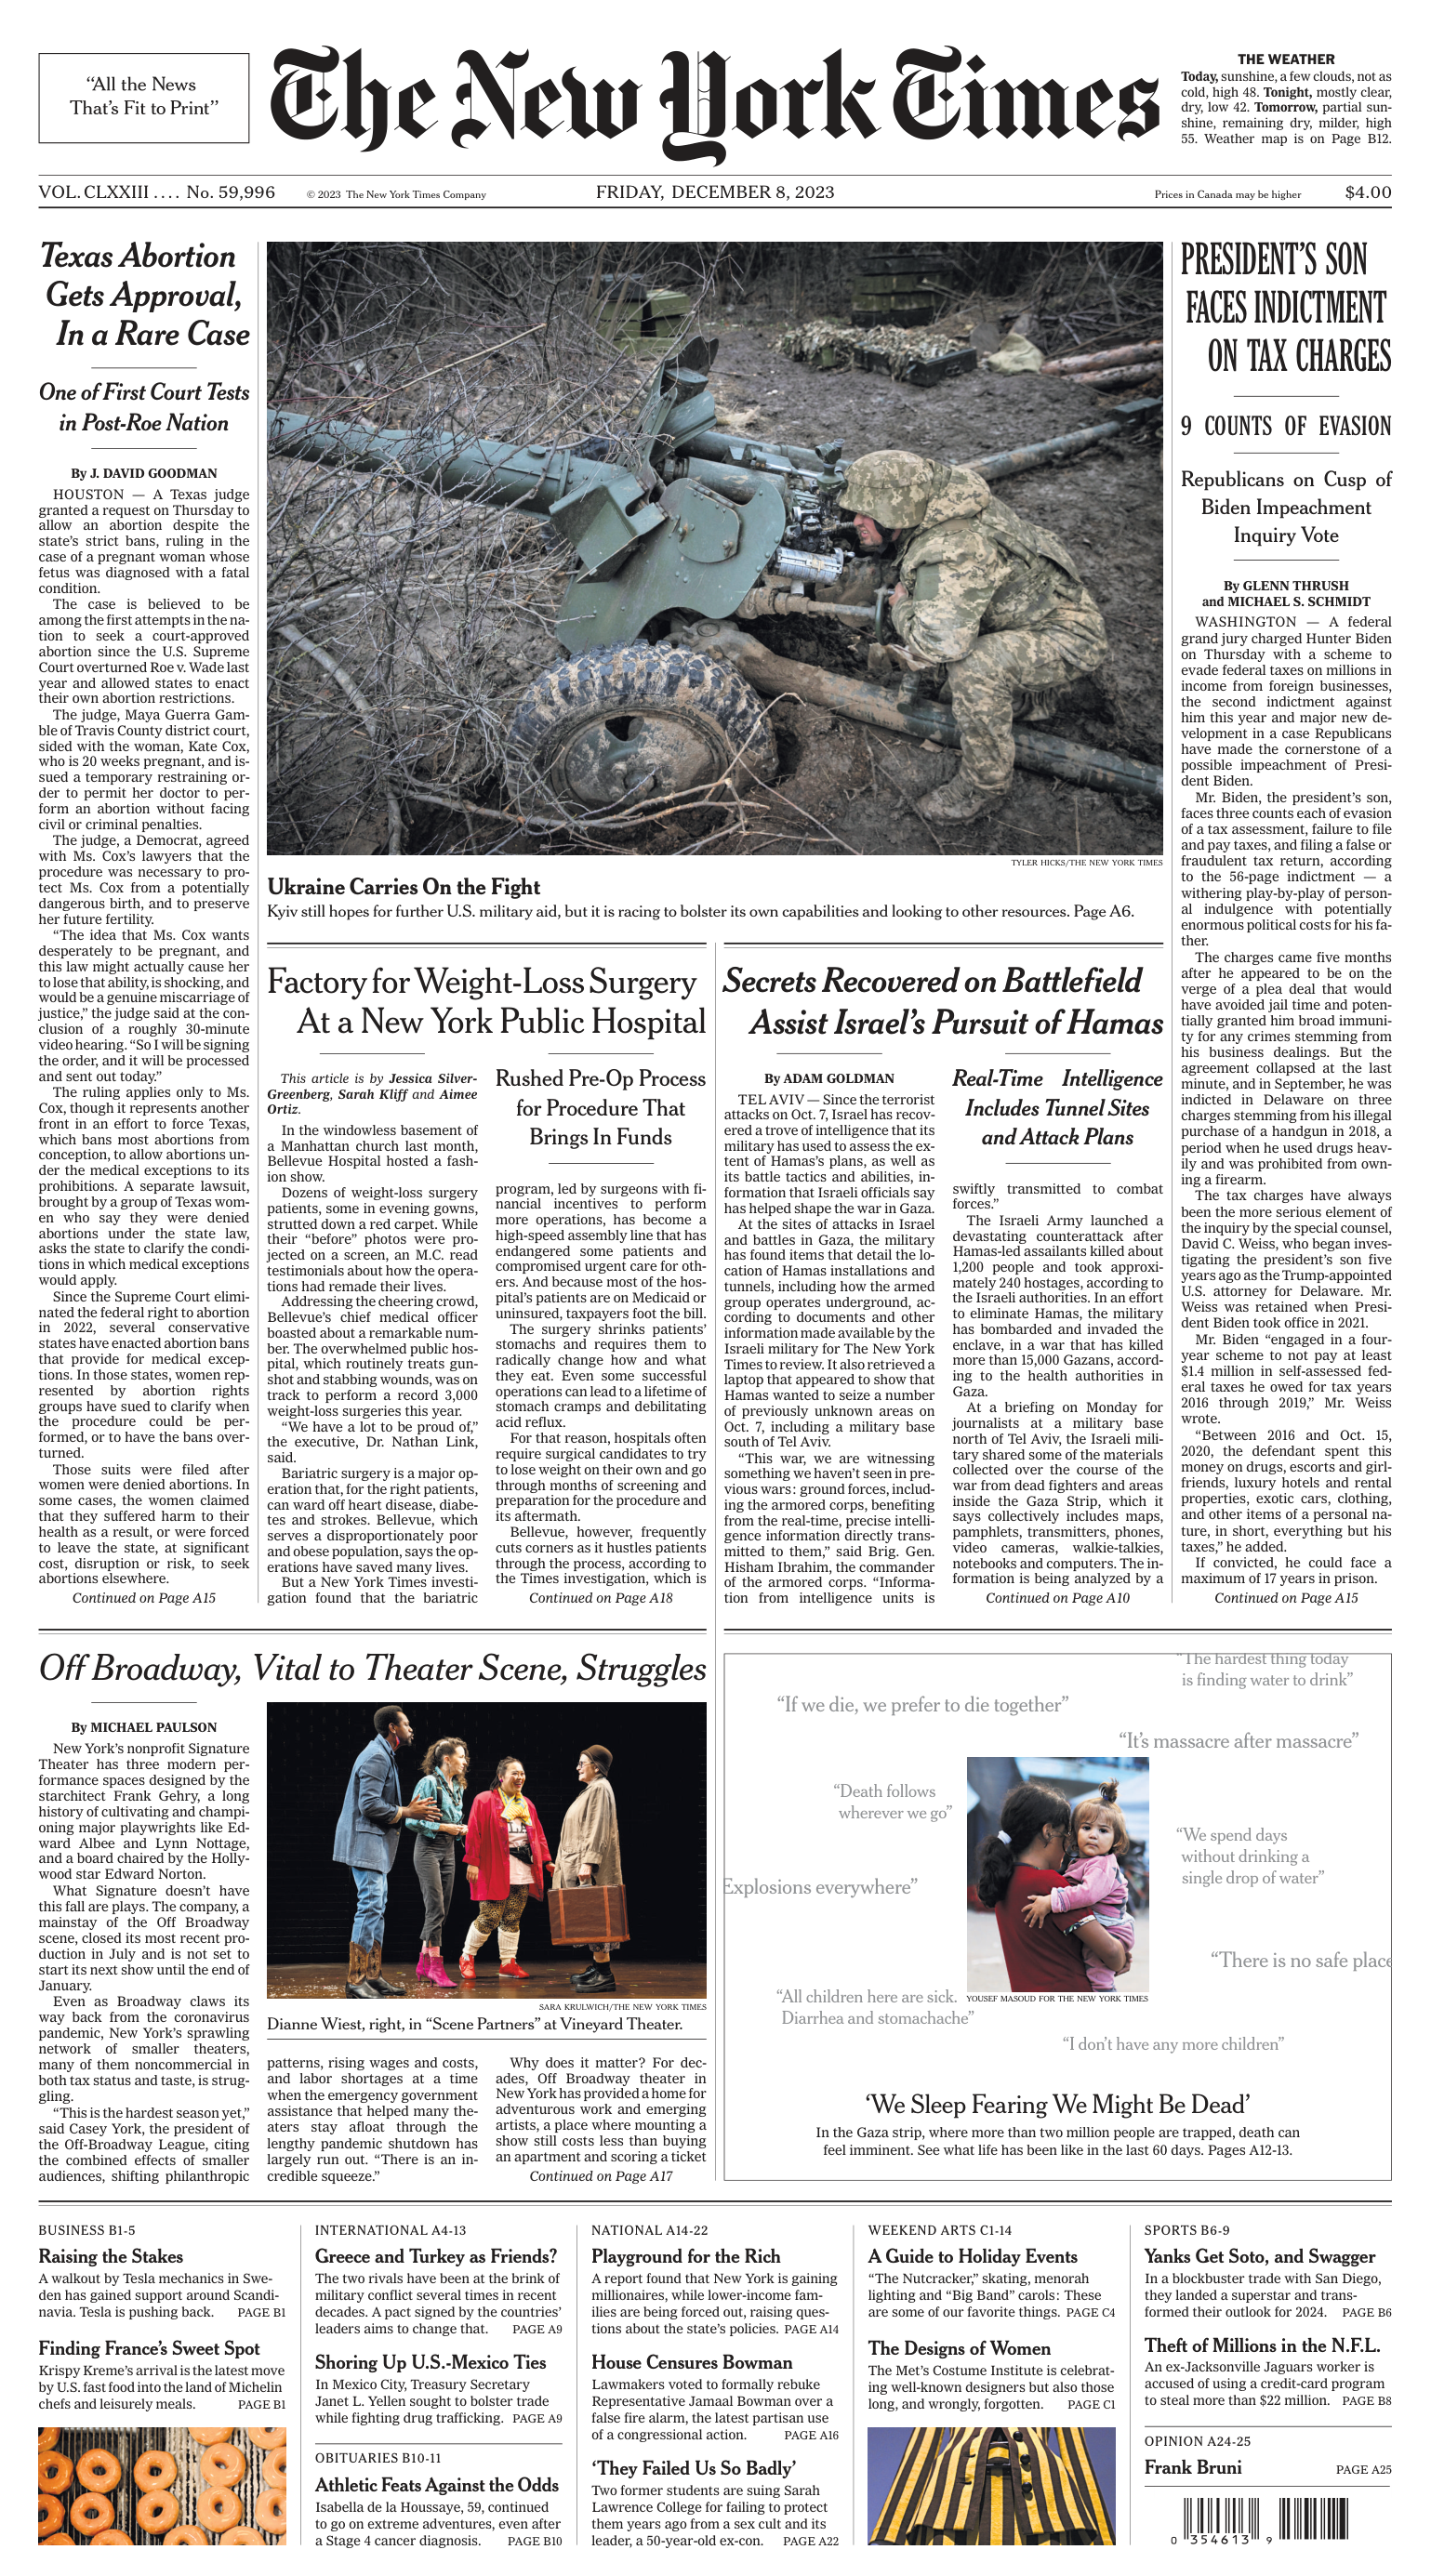 “All the News
That’s Fit to Print”
The New York Times
THE WEATHER
Today, sunshine, a few clouds, not as
cold, high 48. Tonight, mostly clear,
dry, low 42. Tomorrow, partial sun-
shine, remaining dry, milder, high
55. Weather map is on Page B12.
VOL. CLXXIII .... No. 59,996
© 2023 The New York Times Company
FRIDAY, DECEMBER 8, 2023
Prices in Canada may be higher
$4.00
Texas Abortion
Gets Approval,
In a Rare Case
One of First Court Tests
in Post-Roe Nation
By J. DAVID GOODMAN
HOUSTON — A Texas judge
granted a request on Thursday to
allow an abortion despite the
state’s strict bans, ruling in the
case of a pregnant woman whose
fetus was diagnosed with a fatal
condition.
The case is believed to be
among the first attempts in the na-
tion to seek a court-approved
abortion since the U.S. Supreme
Court overturned Roe v. Wade last
year and allowed states to enact
their own abortion restrictions.
The judge, Maya Guerra Gam-
ble of Travis County district court,
sided with the woman, Kate Cox,
who is 20 weeks pregnant, and is-
sued a temporary restraining or-
der to permit her doctor to per-
form an abortion without facing
civil or criminal penalties.
The judge, a Democrat, agreed
with Ms. Cox’s lawyers that the
procedure was necessary to pro-
tect Ms. Cox from a potentially
dangerous birth, and to preserve
her future fertility.
“The idea that Ms. Cox wants
desperately to be pregnant, and
this law might actually cause her
to lose that ability, is shocking, and
would be a genuine miscarriage of
justice,” the judge said at the con-
clusion of a roughly 30-minute
video hearing. “So I will be signing
the order, and it will be processed
and sent out today.”
The ruling applies only to Ms.
Cox, though it represents another
front in an effort to force Texas,
which bans most abortions from
conception, to allow abortions un-
der the medical exceptions to its
prohibitions. A separate lawsuit,
brought by a group of Texas wom-
en who say they were denied
abortions under the state law,
asks the state to clarify the condi-
tions in which medical exceptions
would apply.
Since the Supreme Court elimi-
nated the federal right to abortion
in 2022, several conservative
states have enacted abortion bans
that provide for medical excep-
tions. In those states, women rep-
resented by abortion rights
groups have sued to clarify when
the procedure could be per-
formed, or to have the bans over-
turned.
Those suits were filed after
women were denied abortions. In
some cases, the women claimed
that they suffered harm to their
health as a result, or were forced
to leave the state, at significant
cost, disruption or risk, to seek
abortions elsewhere.
Continued on Page A15
TYLER HICKS/THE NEW YORK TIMES
Ukraine Carries On the Fight
Kyiv still hopes for further U.S. military aid, but it is racing to bolster its own capabilities and looking to other resources. Page A6.
Factory for Weight-Loss Surgery
At a New York Public Hospital
This article is by Jessica Silver-
Greenberg, Sarah Kliff and Aimee
Ortiz.
In the windowless basement of
a Manhattan church last month,
Bellevue Hospital hosted a fash-
ion show.
Dozens of weight-loss surgery
patients, some in evening gowns,
strutted down a red carpet. While
their “before” photos were pro-
jected on a screen, an M.C. read
testimonials about how the opera-
tions had remade their lives.
Addressing the cheering crowd,
Bellevue’s chief medical officer
boasted about a remarkable num-
ber. The overwhelmed public hos-
pital, which routinely treats gun-
shot and stabbing wounds, was on
track to perform a record 3,000
weight-loss surgeries this year.
“We have a lot to be proud of,”
the executive, Dr. Nathan Link,
said.
Bariatric surgery is a major op-
eration that, for the right patients,
can ward off heart disease, diabe-
tes and strokes. Bellevue, which
serves a disproportionately poor
and obese population, says the op-
erations have saved many lives.
But a New York Times investi-
gation found that the bariatric
Rushed Pre-Op Process
for Procedure That
Brings In Funds
program, led by surgeons with fi-
nancial incentives to perform
more operations, has become a
high-speed assembly line that has
endangered some patients and
compromised urgent care for oth-
ers. And because most of the hos-
pital’s patients are on Medicaid or
uninsured, taxpayers foot the bill.
The surgery shrinks patients’
stomachs and requires them to
radically change how and what
they eat. Even some successful
operations can lead to a lifetime of
stomach cramps and debilitating
acid reflux.
For that reason, hospitals often
require surgical candidates to try
to lose weight on their own and go
through months of screening and
preparation for the procedure and
its aftermath.
Bellevue, however, frequently
cuts corners as it hustles patients
through the process, according to
the Times investigation, which is
Continued on Page A18
Secrets Recovered on Battlefield
Assist Israel’s Pursuit of Hamas
By ADAM GOLDMAN
TEL AVIV — Since the terrorist
attacks on Oct. 7, Israel has recov-
ered a trove of intelligence that its
military has used to assess the ex-
tent of Hamas’s plans, as well as
its battle tactics and abilities, in-
formation that Israeli officials say
has helped shape the war in Gaza.
At the sites of attacks in Israel
and battles in Gaza, the military
has found items that detail the lo-
cation of Hamas installations and
tunnels, including how the armed
group operates underground, ac-
cording to documents and other
information made available by the
Israeli military for The New York
Times to review. It also retrieved a
laptop that appeared to show that
Hamas wanted to seize a number
of previously unknown areas on
Oct. 7, including a military base
south of Tel Aviv.
“This war, we are witnessing
something we haven’t seen in pre-
vious wars: ground forces, includ-
ing the armored corps, benefiting
from the real-time, precise intelli-
gence information directly trans-
mitted to them,” said Brig. Gen.
Hisham Ibrahim, the commander
of the armored corps. “Informa-
tion from intelligence units is
Real-Time Intelligence
Includes Tunnel Sites
and Attack Plans
swiftly transmitted to combat
forces.”
The Israeli Army launched a
devastating counterattack after
Hamas-led assailants killed about
1,200 people and took approxi-
mately 240 hostages, according to
the Israeli authorities. In an effort
to eliminate Hamas, the military
has bombarded and invaded the
enclave, in a war that has killed
more than 15,000 Gazans, accord-
ing to the health authorities in
Gaza.
At a briefing on Monday for
journalists at a military base
north of Tel Aviv, the Israeli mili-
tary shared some of the materials
collected over the course of the
war from dead fighters and areas
inside the Gaza Strip, which it
says collectively includes maps,
pamphlets, transmitters, phones,
video cameras, walkie-talkies,
notebooks and computers. The in-
formation is being analyzed by a
Continued on Page A10
PRESIDENT’S SON
FACES INDICTMENT
ON TAX CHARGES
9 COUNTS OF EVASION
Republicans on Cusp of
Biden Impeachment
Inquiry Vote
By GLENN THRUSH
and MICHAEL S. SCHMIDT
WASHINGTON — A federal
grand jury charged Hunter Biden
on Thursday with a scheme to
evade federal taxes on millions in
income from foreign businesses,
the second indictment against
him this year and major new de-
velopment in a case Republicans
have made the cornerstone of a
possible impeachment of Presi-
dent Biden.
Mr. Biden, the president’s son,
faces three counts each of evasion
of a tax assessment, failure to file
and pay taxes, and filing a false or
fraudulent tax return, according
to the 56-page indictment — a
withering play-by-play of person-
al indulgence with potentially
enormous political costs for his fa-
ther.
The charges came five months
after he appeared to be on the
verge of a plea deal that would
have avoided jail time and poten-
tially granted him broad immuni-
ty for any crimes stemming from
his business dealings. But the
agreement collapsed at the last
minute, and in September, he was
indicted in Delaware on three
charges stemming from his illegal
purchase of a handgun in 2018, a
period when he used drugs heav-
ily and was prohibited from own-
ing a firearm.
The tax charges have always
been the more serious element of
the inquiry by the special counsel,
David C. Weiss, who began inves-
tigating the president’s son five
years ago as the Trump-appointed
U.S. attorney for Delaware. Mr.
Weiss was retained when Presi-
dent Biden took office in 2021.
Mr. Biden “engaged in a four-
year scheme to not pay at least
$1.4 million in self-assessed fed-
eral taxes he owed for tax years
2016 through 2019,” Mr. Weiss
wrote.
“Between 2016 and Oct. 15,
2020, the defendant spent this
money on drugs, escorts and girl-
friends, luxury hotels and rental
properties, exotic cars, clothing,
and other items of a personal na-
ture, in short, everything but his
taxes,” he added.
If convicted, he could face a
maximum of 17 years in prison.
Continued on Page A15
Off Broadway, Vital to Theater Scene, Struggles
By MICHAEL PAULSON
New York’s nonprofit Signature
Theater has three modern per-
formance spaces designed by the
starchitect Frank Gehry, a long
history of cultivating and champi-
oning major playwrights like Ed-
ward Albee and Lynn Nottage,
and a board chaired by the Holly-
wood star Edward Norton.
What Signature doesn’t have
this fall are plays. The company, a
mainstay of the Off Broadway
scene, closed its most recent pro-
duction in July and is not set to
start its next show until the end of
January.
Even as Broadway claws its
way back from the coronavirus
pandemic, New York’s sprawling
network of smaller theaters,
many of them noncommercial in
both tax status and taste, is strug-
gling.
“This is the hardest season yet,”
said Casey York, the president of
the Off-Broadway League, citing
the combined effects of smaller
audiences, shifting philanthropic
SARA KRULWICH/THE NEW YORK TIMES
Dianne Wiest, right, in “Scene Partners” at Vineyard Theater.
patterns, rising wages and costs,
and labor shortages at a time
when the emergency government
assistance that helped many the-
aters stay afloat through the
lengthy pandemic shutdown has
largely run out. “There is an in-
credible squeeze.”
Why does it matter? For dec-
ades, Off Broadway theater in
New York has provided a home for
adventurous work and emerging
artists, a place where mounting a
show still costs less than buying
an apartment and scoring a ticket
Continued on Page A17
“The hardest thing today
is finding water to drink”
“If we die, we prefer to die together”
“It’s massacre after massacre”
“Death follows
wherever we go”
“We spend days
without drinking a
single drop of water”
Explosions everywhere”
“There is no safe place
“All children here are sick.
Diarrhea and stomachache”
YOUSEF MASOUD FOR THE NEW YORK TIMES
“I don’t have any more children”
‘We Sleep Fearing We Might Be Dead’
In the Gaza strip, where more than two million people are trapped, death can
feel imminent. See what life has been like in the last 60 days. Pages A12-13.
BUSINESS B1-5
Raising the Stakes
A walkout by Tesla mechanics in Swe-
den has gained support around Scandi-
navia. Tesla is pushing back. PAGE B1
Finding France’s Sweet Spot
Krispy Kreme’s arrival is the latest move
by U.S. fast food into the land of Michelin
chefs and leisurely meals. PAGE B1
INTERNATIONAL A4-13
Greece and Turkey as Friends?
The two rivals have been at the brink of
military conflict several times in recent
decades. A pact signed by the countries’
leaders aims to change that. PAGE A9
Shoring Up U.S.-Mexico Ties
In Mexico City, Treasury Secretary
Janet L. Yellen sought to bolster trade
while fighting drug trafficking. PAGE A9
OBITUARIES B10-11
Athletic Feats Against the Odds
Isabella de la Houssaye, 59, continued
to go on extreme adventures, even after
a Stage 4 cancer diagnosis. PAGE B10
NATIONAL A14-22
Playground for the Rich
A report found that New York is gaining
millionaires, while lower-income fam-
ilies are being forced out, raising ques-
tions about the state’s policies. PAGE A14
House Censures Bowman
Lawmakers voted to formally rebuke
Representative Jamaal Bowman over a
false fire alarm, the latest partisan use
of a congressional action. PAGE A16
‘They Failed Us So Badly’
Two former students are suing Sarah
Lawrence College for failing to protect
them years ago from a sex cult and its
leader, a 50-year-old ex-con. PAGE A22
WEEKEND ARTS C1-14
A Guide to Holiday Events
“The Nutcracker,” skating, menorah
lighting and “Big Band” carols: These
are some of our favorite things. PAGE C4
The Designs of Women
The Met’s Costume Institute is celebrat-
ing well-known designers but also those
long, and wrongly, forgotten. PAGE C1
SPORTS B6-9
Yanks Get Soto, and Swagger
In a blockbuster trade with San Diego,
they landed a superstar and trans-
formed their outlook for 2024. PAGE B6
Theft of Millions in the N.F.L.
An ex-Jacksonville Jaguars worker is
accused of using a credit-card program
to steal more than $22 million. PAGE B8
OPINION A24-25
Frank Bruni PAGE A25
0 354613 9